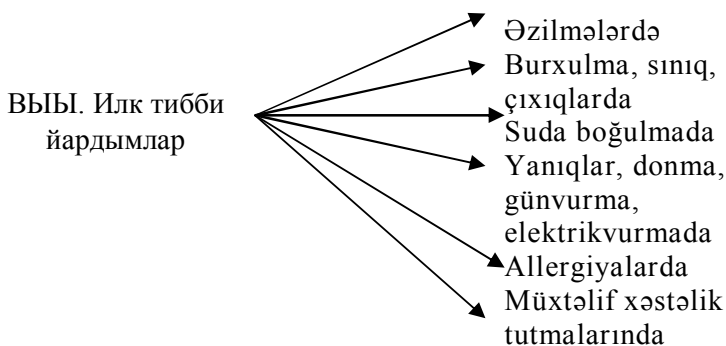 ВЫЫ. Илк тибби
йардымлар
Əzilmələrdə
Burxulma, sınıq,
çıxıqlarda
Suda boğulmada
Yanıqlar, donma,
günvurma,
elektrikvurmada
Allergiyalarda
Müxtəlif xəstəlik
tutmalarında